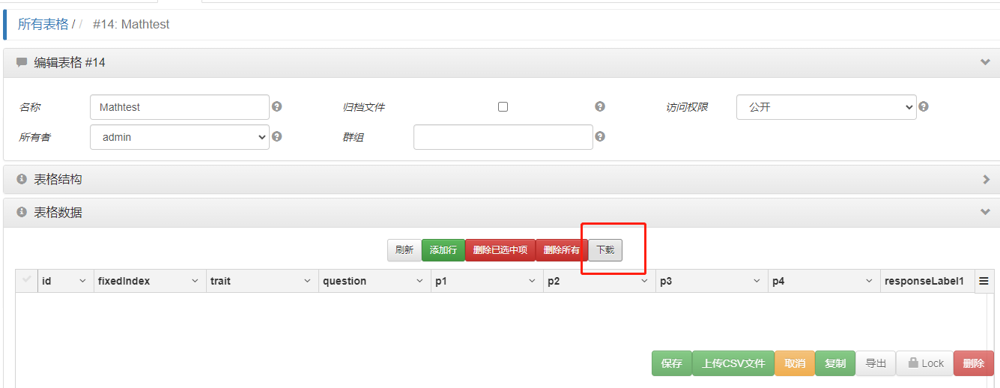 所有表格 / / #14: Mathtest
编辑表格 #14
名称 Mathtest 归档文件 访问权限 公开
所有者 admin 群组
表格结构
表格数据
刷新 添加行 删除已选中项 删除所有 下载
id fixedIndex trait question p1 p2 p3 p4 responseLabel1
保存 上传CSV文件 取消 复制 导出 Lock 删除